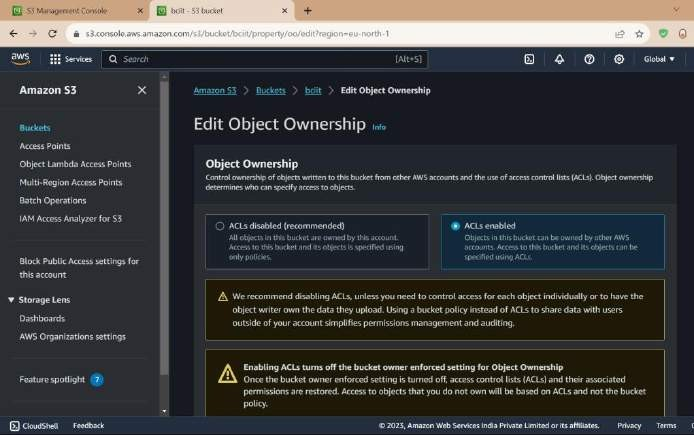 S3 Management Console
bciit - S3 bucket
s3.console.aws.amazon.com/s3/bucket/bciit/property/oo/edit?region=eu-north-1
aws
Services
Search
[Alt+S]
Global
Amazon S3
Buckets
Access Points
Object Lambda Access Points
Multi-Region Access Points
Batch Operations
IAM Access Analyzer for S3
Block Public Access settings for
this account
Storage Lens
Dashboards
AWS Organizations settings
Feature spotlight 7
Amazon S3 > Buckets > bciit > Edit Object Ownership
Edit Object Ownership Info
Object Ownership
Control ownership of objects written to this bucket from other AWS accounts and the use of access control lists (ACLs). Object ownership
determines who can specify access to objects.
ACLs disabled (recommended)
All objects in this bucket are owned by this account.
Access to this bucket and its objects is specified using
only policies.
ACLs enabled
Objects in this bucket can be owned by other AWS
accounts. Access to this bucket and its objects can be
specified using ACLs.
We recommend disabling ACLs, unless you need to control access for each object individually or to have the
object writer own the data they upload. Using a bucket policy instead of ACLs to share data with users
outside of your account simplifies permissions management and auditing.
Enabling ACLs turns off the bucket owner enforced setting for Object Ownership
Once the bucket owner enforced setting is turned off, access control lists (ACLs) and their associated
permissions are restored. Access to objects that you do not own will be based on ACLs and not the bucket
policy.
CloudShell
Feedback
© 2023, Amazon Web Services India Private Limited or its affiliates.
Privacy
Terms